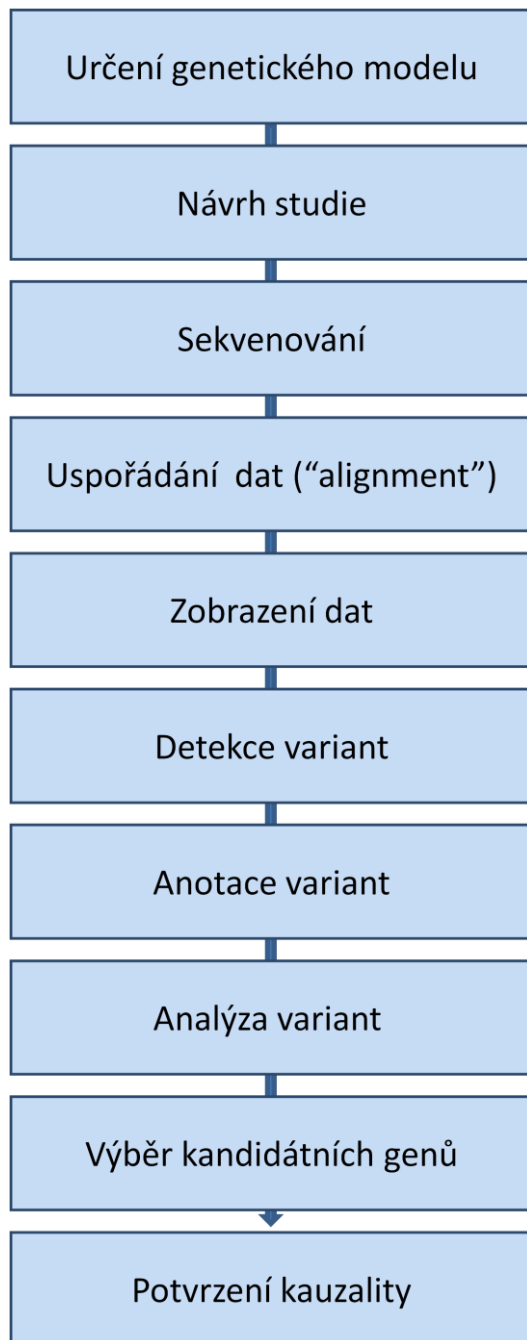 Určení genetického modelu
Návrh studie
Sekvenování
Uspořádání  dat (“alignment”)
Zobrazení dat
Detekce variant
Anotace variant
Analýza variant
Výběr kandidátních genů
Potvrzení kauzality